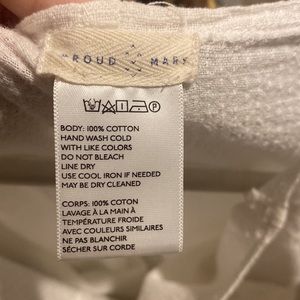 ROUD MARY
BODY: 100% COTTON
HAND WASH COLD
WITH LIKE COLORS
DO NOT BLEACH
LINE DRY
USE COOL IRON IF NEEDED
MAY BE DRY CLEANED
CORPS: 100% COTON
LAVAGE À LA MAIN À
TEMPÉRATURE FROIDE
AVEC COULEURS SIMILAIRES
NE PAS BLANCHIR
SÉCHER SUR CORDE